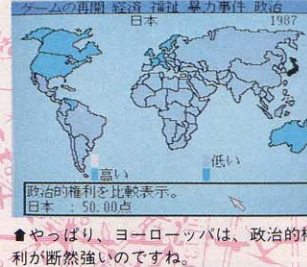 ゲームの再開 経済 福祉 暴力事件 政治
日本 1987
高い 低い
政治的権利を比較表示。
日本 : 50.00点
⬆やっぱり、ヨーロッパは、政治的権
利が断然強いのですね。